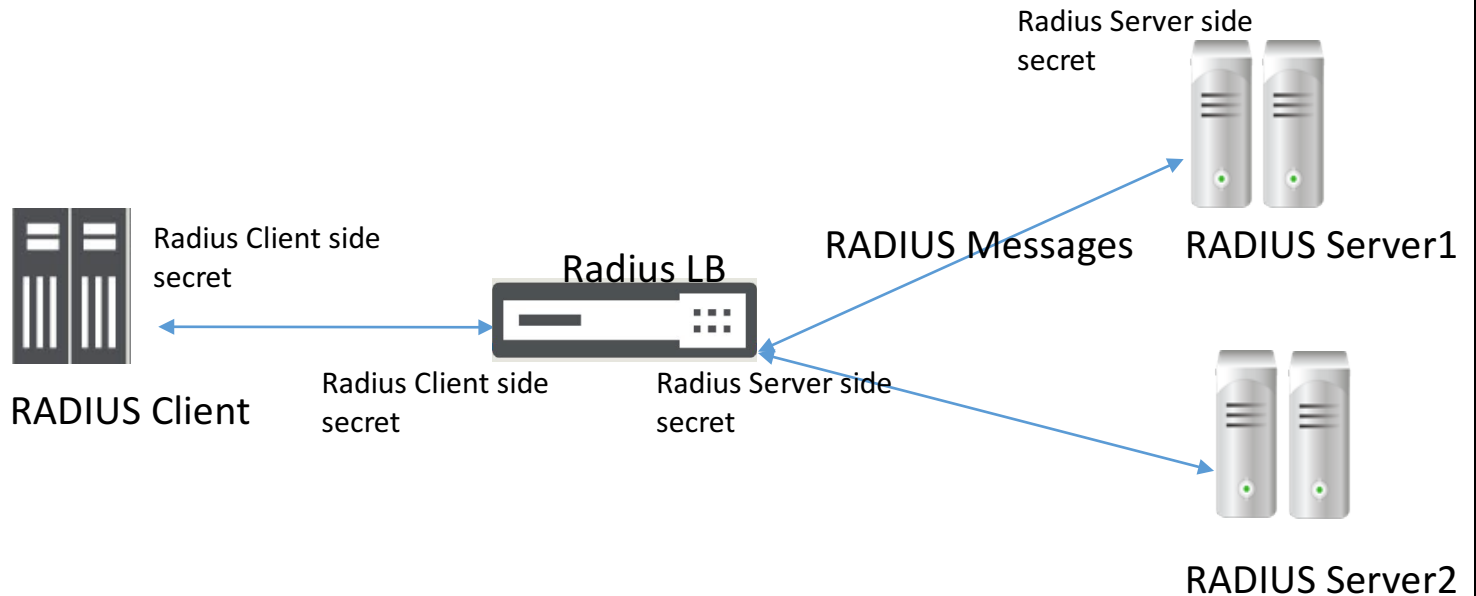 Radius Server side
secret
Radius Client side
secret
Radius LB
RADIUS Messages
RADIUS Server1
RADIUS Client
Radius Client side
secret
Radius Server side
secret
RADIUS Server2